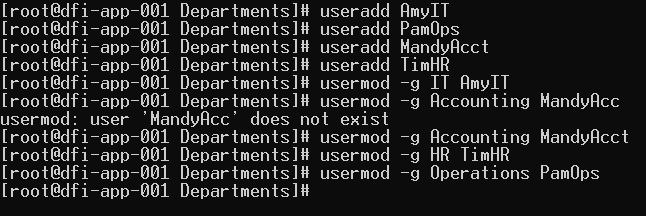 [root@dfi-app-001 Departments]# useradd AmyIT
[root@dfi-app-001 Departments]# useradd PamOps
[root@dfi-app-001 Departments]# useradd MandyAcct
[root@dfi-app-001 Departments]# useradd TimHR
[root@dfi-app-001 Departments]# usermod -g IT AmyIT
[root@dfi-app-001 Departments]# usermod -g Accounting MandyAcc
usermod: user 'MandyAcc' does not exist
[root@dfi-app-001 Departments]# usermod -g Accounting MandyAcct
[root@dfi-app-001 Departments]# usermod -g HR TimHR
[root@dfi-app-001 Departments]# usermod -g Operations PamOps
[root@dfi-app-001 Departments]#